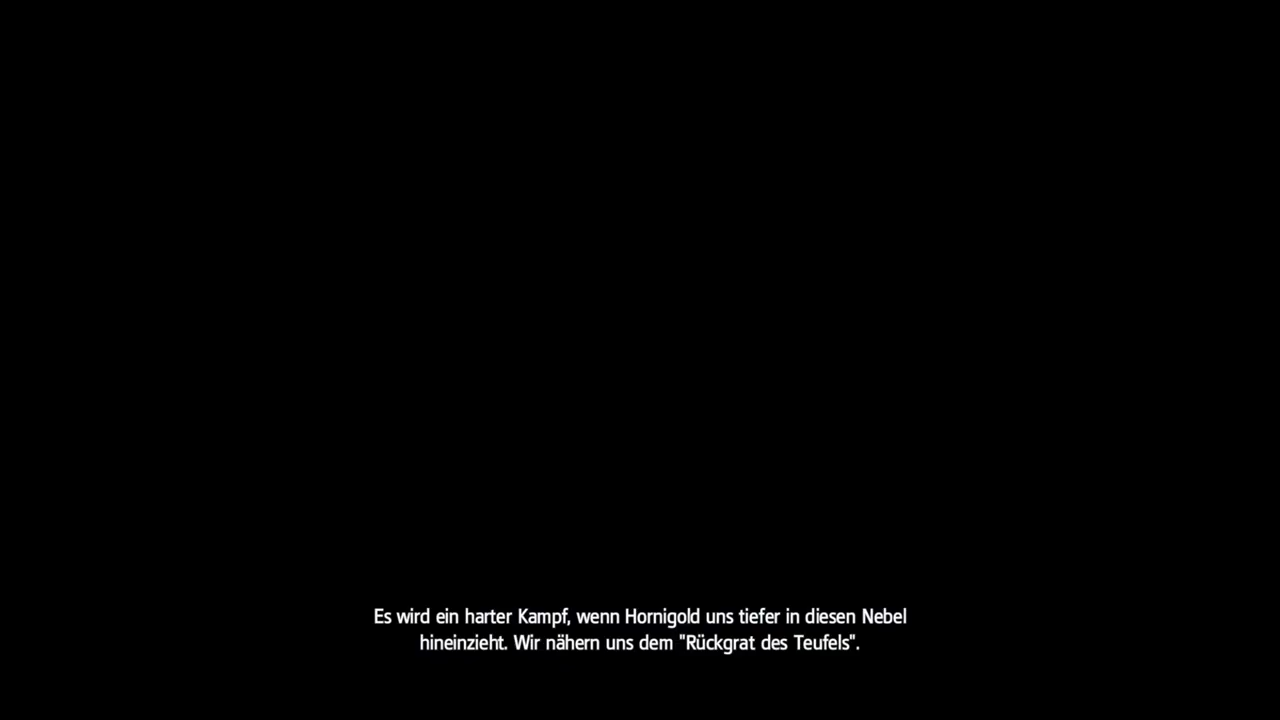 Es wird ein harter Kampf, wenn Hornigold uns tiefer in diesen Nebel
hineinzieht. Wir nähern uns dem "Rückgrat des Teufels".